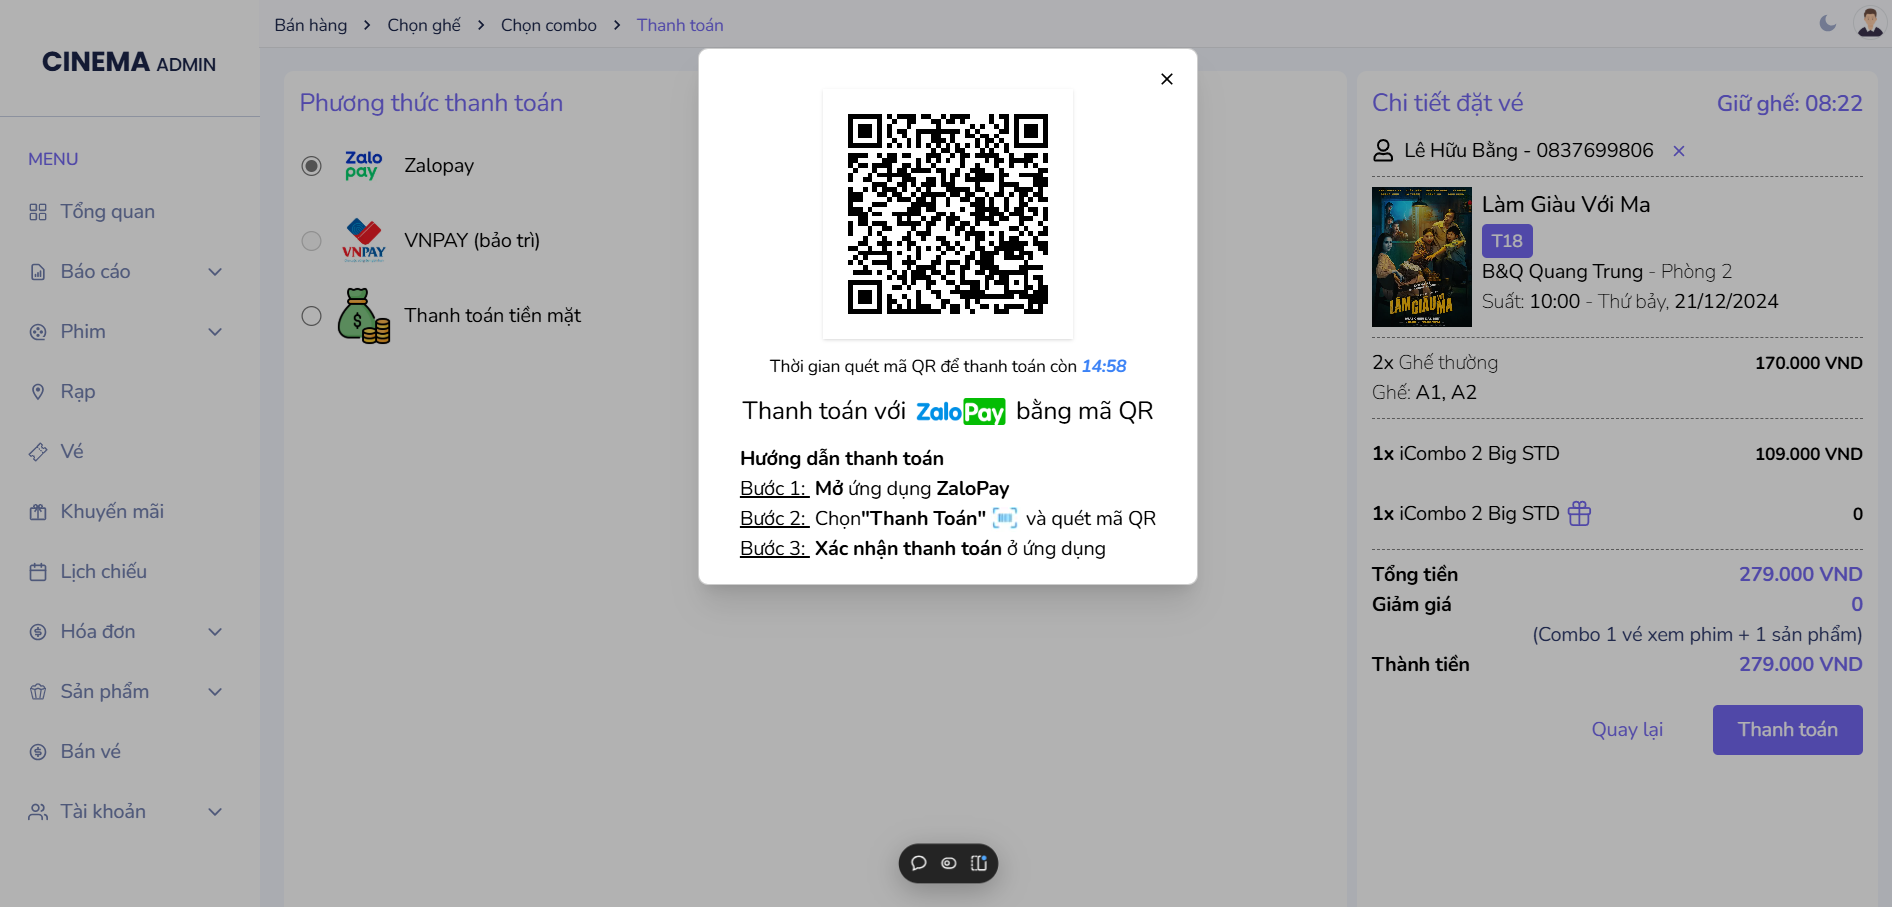 Bán hàng > Chọn ghế > Chọn combo > Thanh toán
CINEMA ADMIN
MENU
Tổng quan
Báo cáo
Phim
Rạp
Vé
Khuyến mãi
Lịch chiếu
Hóa đơn
Sản phẩm
Bán vé
Tài khoản
Phương thức thanh toán
Zalo pay Zalopay
VNPAY VNPAY (bảo trì)
Thanh toán tiền mặt
Thời gian quét mã QR để thanh toán còn 14:58
Thanh toán với ZaloPay bằng mã QR
Hướng dẫn thanh toán
Bước 1: Mở ứng dụng ZaloPay
Bước 2: Chọn"Thanh Toán" và quét mã QR
Bước 3: Xác nhận thanh toán ở ứng dụng
Chi tiết đặt vé Giữ ghế: 08:22
Lê Hữu Bằng - 0837699806
LÀM GIÀU VỚI MA
Làm Giàu Với Ma
T18
B&Q Quang Trung - Phòng 2
Suất: 10:00 - Thứ bảy, 21/12/2024
2x Ghế thường 170.000 VND
Ghế: A1, A2
1x iCombo 2 Big STD 109.000 VND
1x iCombo 2 Big STD 0
Tổng tiền 279.000 VND
Giảm giá 0
(Combo 1 vé xem phim + 1 sản phẩm)
Thành tiền 279.000 VND
Quay lại Thanh toán